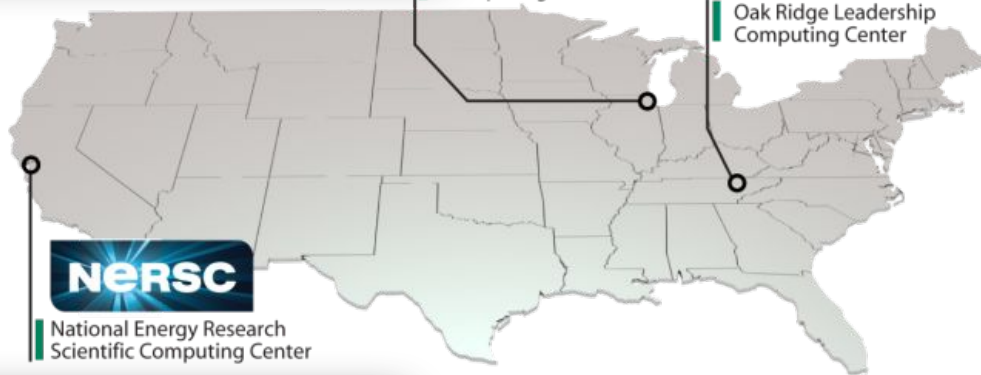 Oak Ridge Leadership
Computing Center
NERSC
National Energy Research
Scientific Computing Center